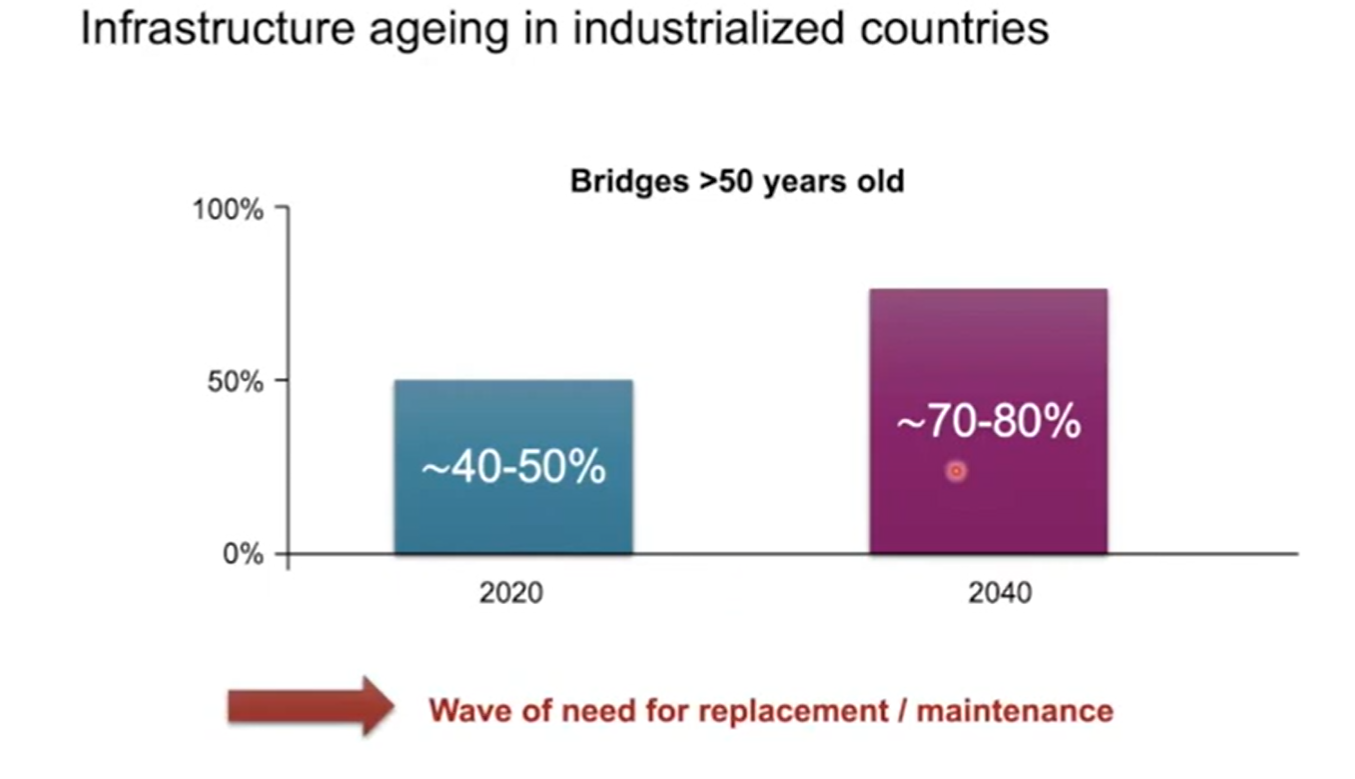 Infrastructure ageing in industrialized countries
Bridges >50 years old
100%
50%
0%
~40-50%
~70-80%
2020
2040
Wave of need for replacement / maintenance